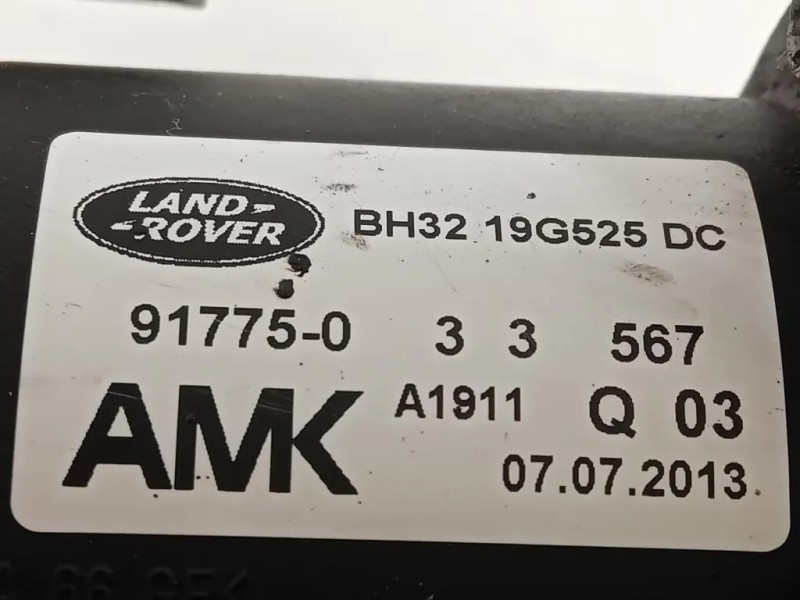 LAND ROVER
BH32 19G525 DC
91775-0 3 3 567
AMK A1911 Q 03
07.07.2013